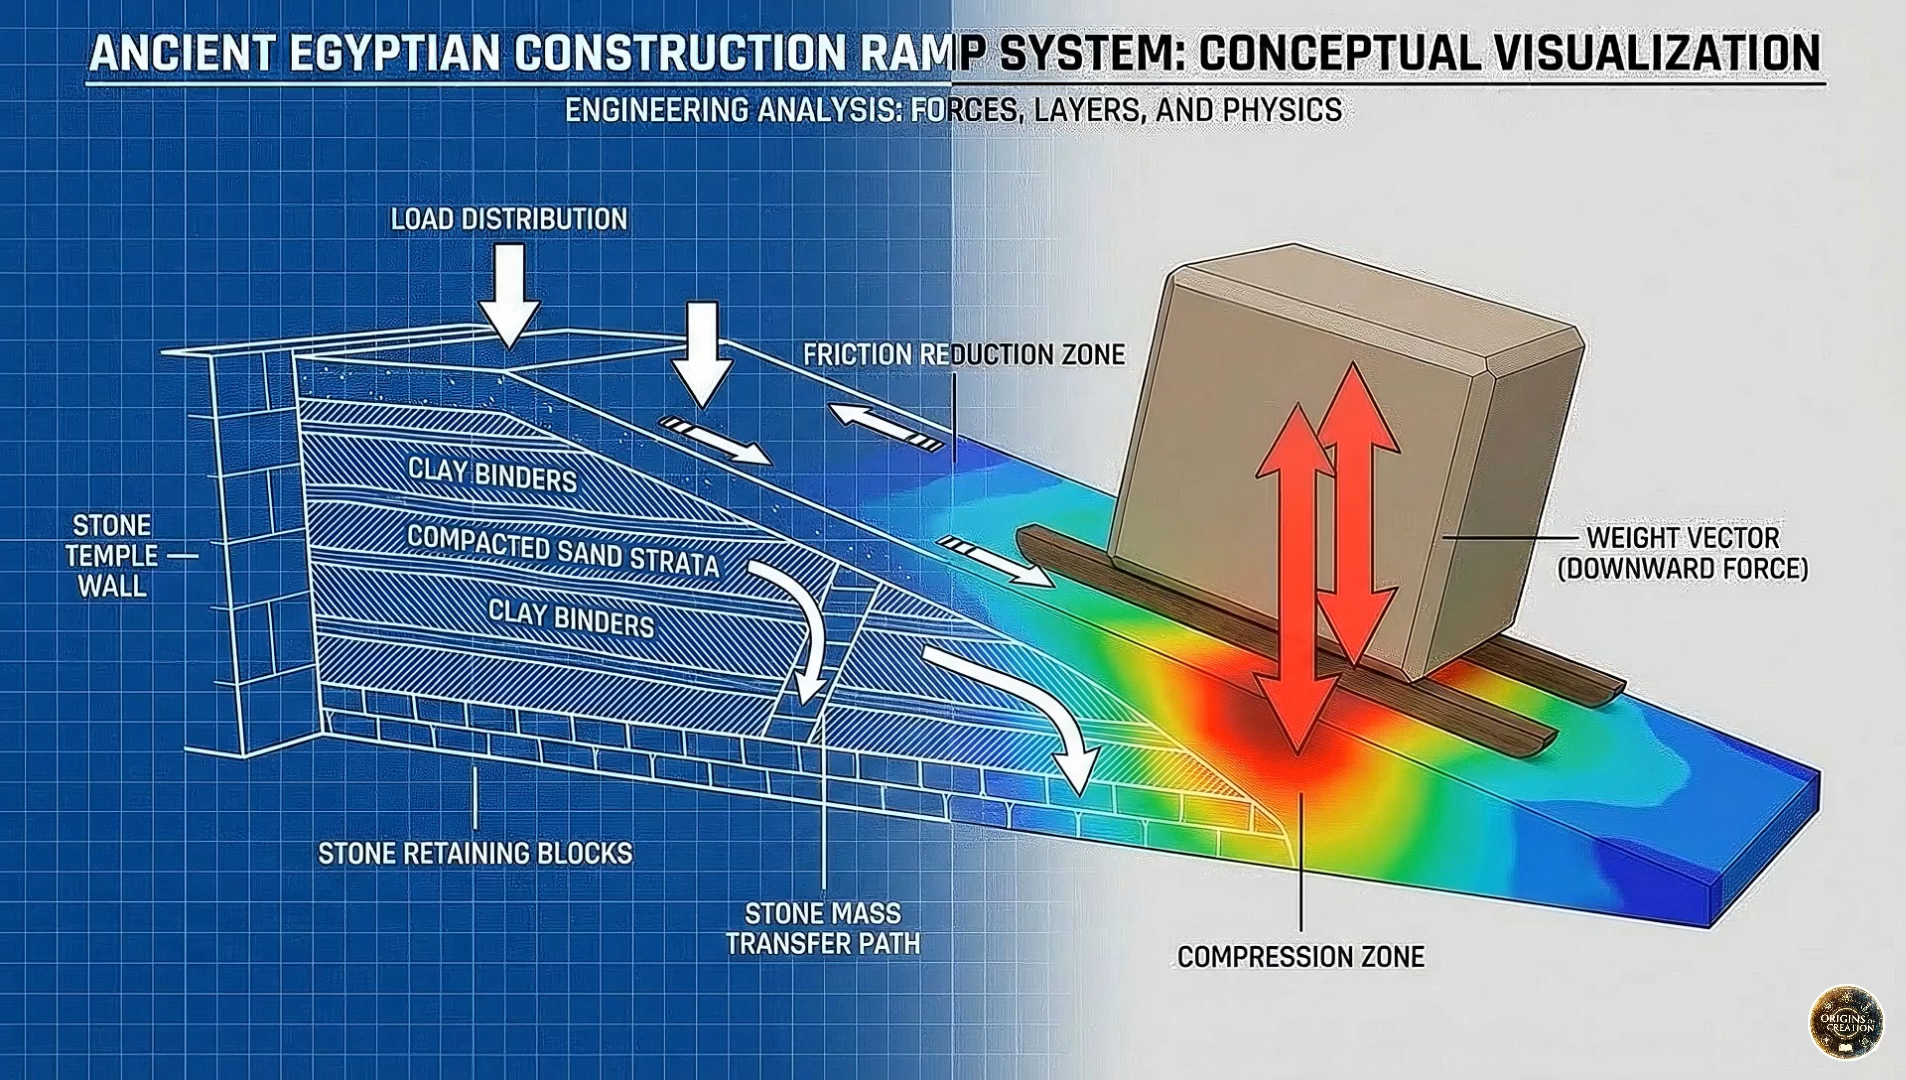 ANCIENT EGYPTIAN CONSTRUCTION RAMP SYSTEM: CONCEPTUAL VISUALIZATION
ENGINEERING ANALYSIS: FORCES, LAYERS, AND PHYSICS
LOAD DISTRIBUTION
FRICTION REDUCTION ZONE
CLAY BINDERS
COMPACTED SAND STRATA
CLAY BINDERS
STONE
TEMPLE
WALL
WEIGHT VECTOR
(DOWNWARD FORCE)
STONE RETAINING BLOCKS
STONE MASS
TRANSFER PATH
COMPRESSION ZONE
ORIGINS OF
CREATION